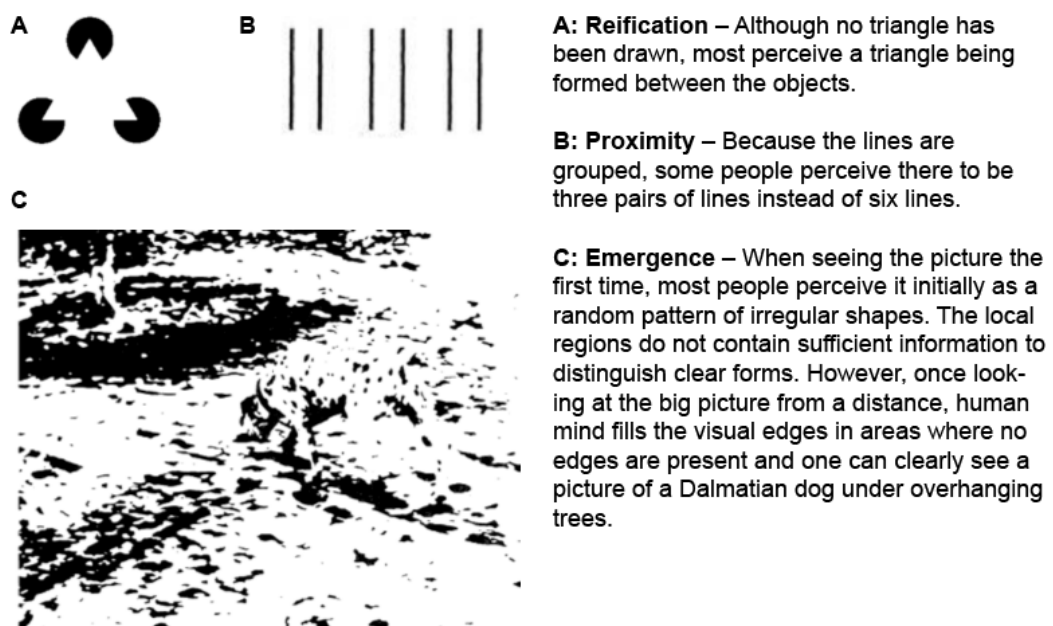 A
B
C
A: Reification – Although no triangle has
been drawn, most perceive a triangle being
formed between the objects.
B: Proximity – Because the lines are
grouped, some people perceive there to be
three pairs of lines instead of six lines.
C: Emergence – When seeing the picture the
first time, most people perceive it initially as a
random pattern of irregular shapes. The local
regions do not contain sufficient information to
distinguish clear forms. However, once look-
ing at the big picture from a distance, human
mind fills the visual edges in areas where no
edges are present and one can clearly see a
picture of a Dalmatian dog under overhanging
trees.